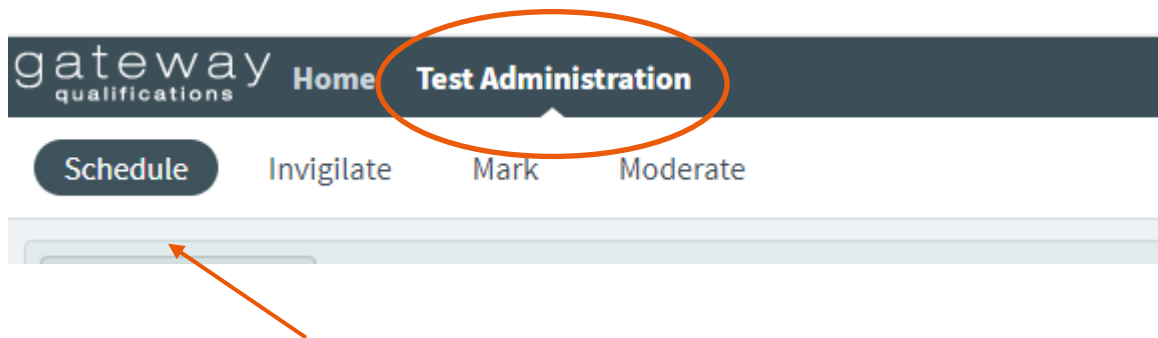 gateway
qualifications
Home Test Administration
Schedule Invigilate Mark Moderate